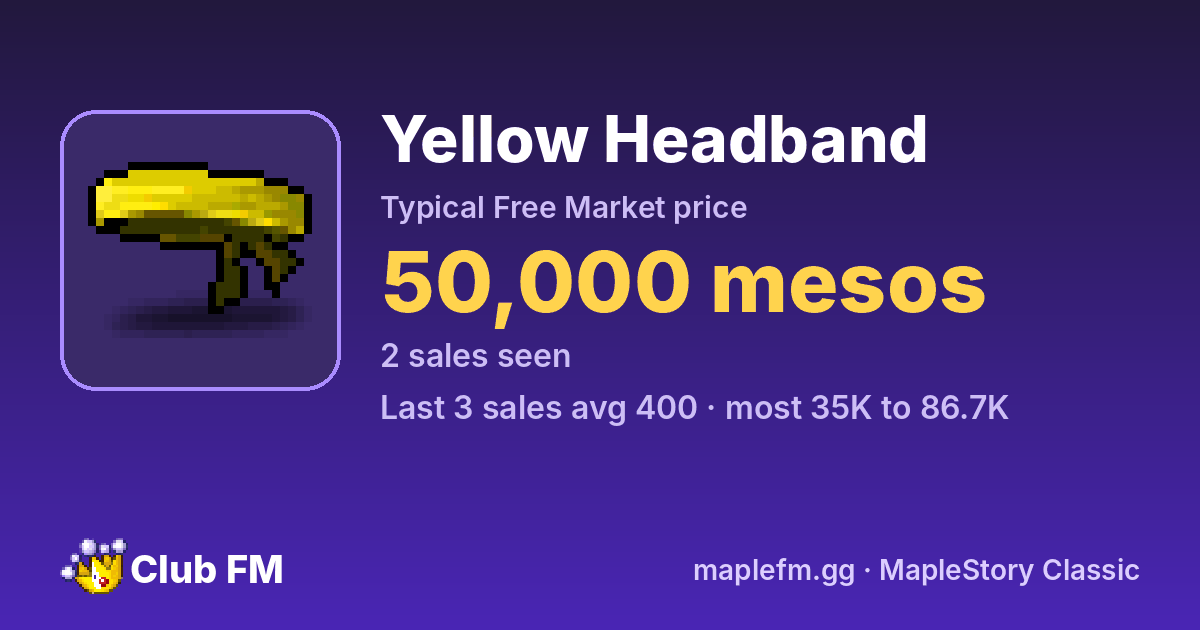 Yellow Headband
Typical Free Market price
50,000 mesos
2 sales seen
Last 3 sales avg 400 · most 35K to 86.7K
Club FM
maplefm.gg · MapleStory Classic